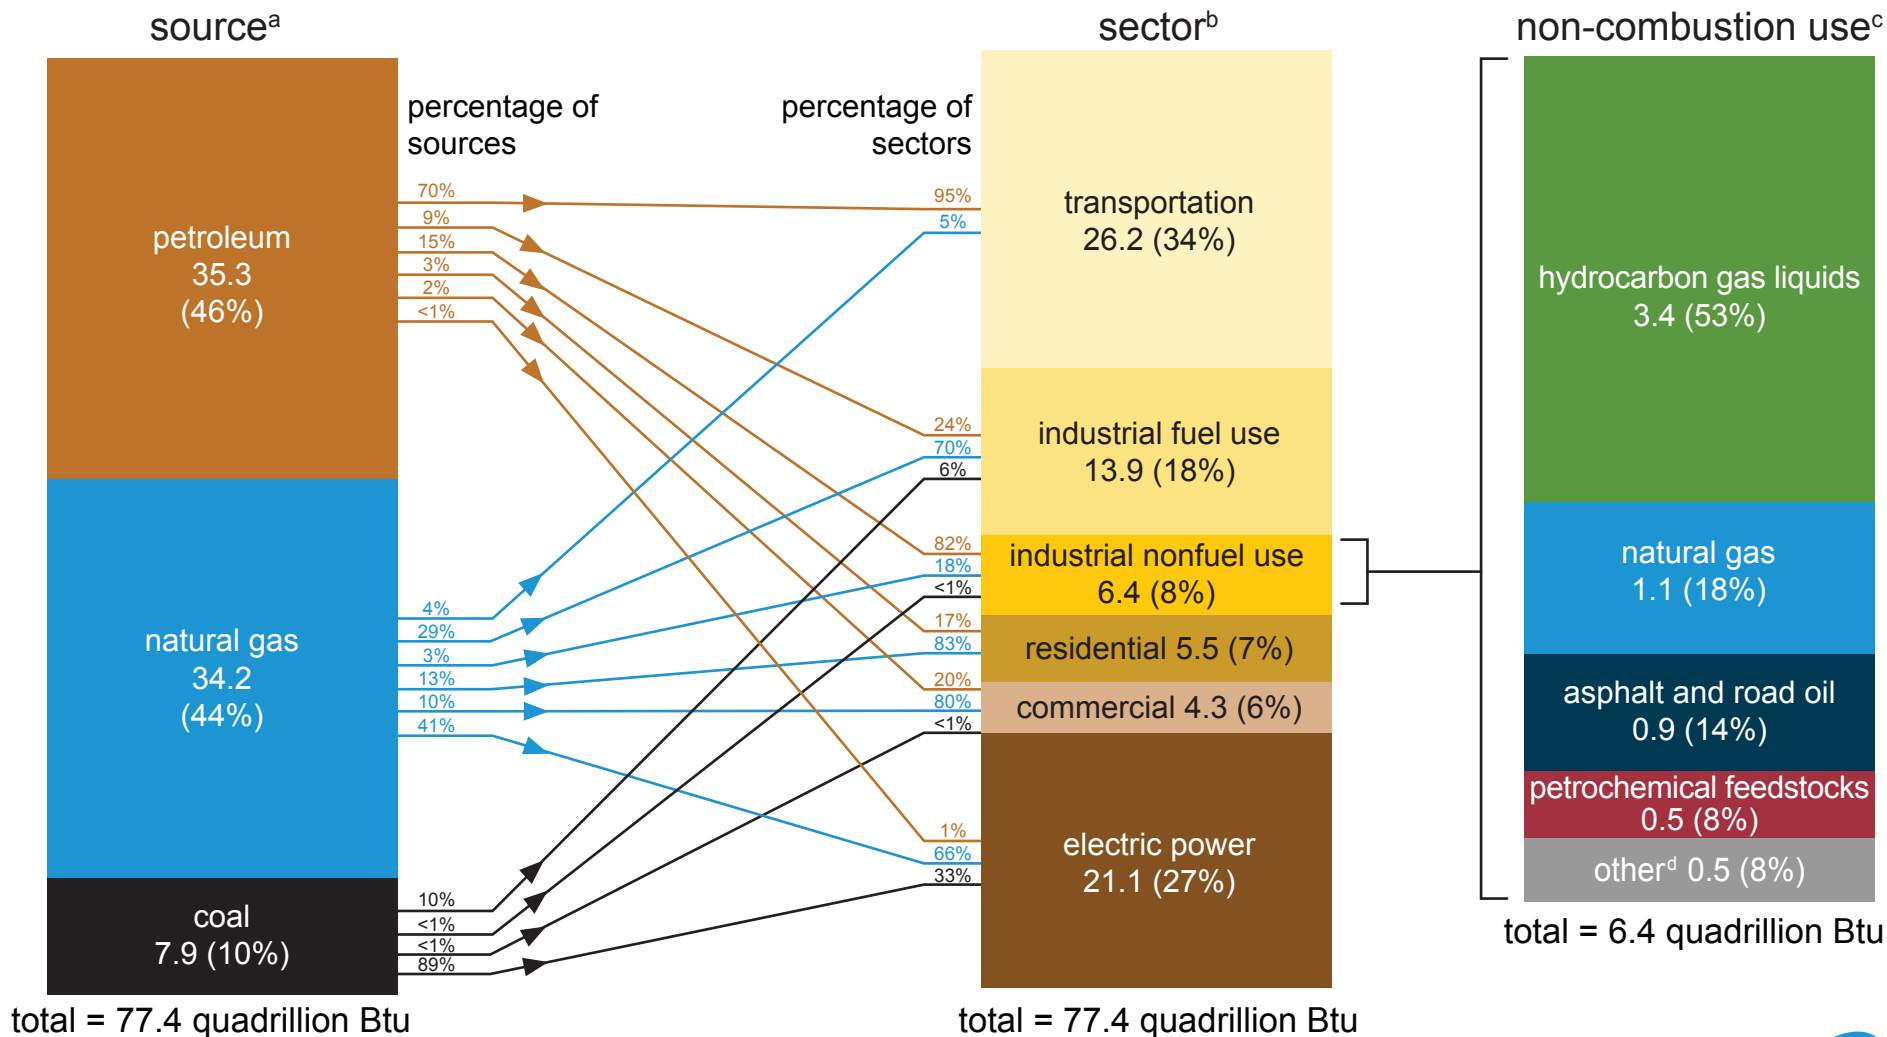 source^a
sector^b
non-combustion use^c
percentage of
sources
percentage of
sectors
petroleum
35.3
(46%)
natural gas
34.2
(44%)
coal
7.9 (10%)
total = 77.4 quadrillion Btu
70%
9%
15%
3%
2%
<1%
4%
29%
3%
13%
10%
41%
10%
<1%
<1%
89%
95%
5%
24%
70%
6%
82%
18%
<1%
17%
83%
20%
80%
<1%
1%
66%
33%
transportation
26.2 (34%)
industrial fuel use
13.9 (18%)
industrial nonfuel use
6.4 (8%)
residential 5.5 (7%)
commercial 4.3 (6%)
electric power
21.1 (27%)
total = 77.4 quadrillion Btu
hydrocarbon gas liquids
3.4 (53%)
natural gas
1.1 (18%)
asphalt and road oil
0.9 (14%)
petrochemical feedstocks
0.5 (8%)
other^d 0.5 (8%)
total = 6.4 quadrillion Btu